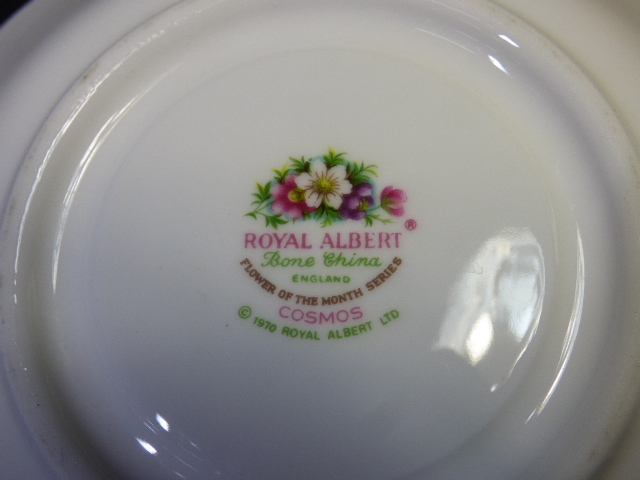 ROYAL ALBERT®
Bone China
ENGLAND
FLOWER OF THE MONTH SERIES
COSMOS
© 1970 ROYAL ALBERT LTD